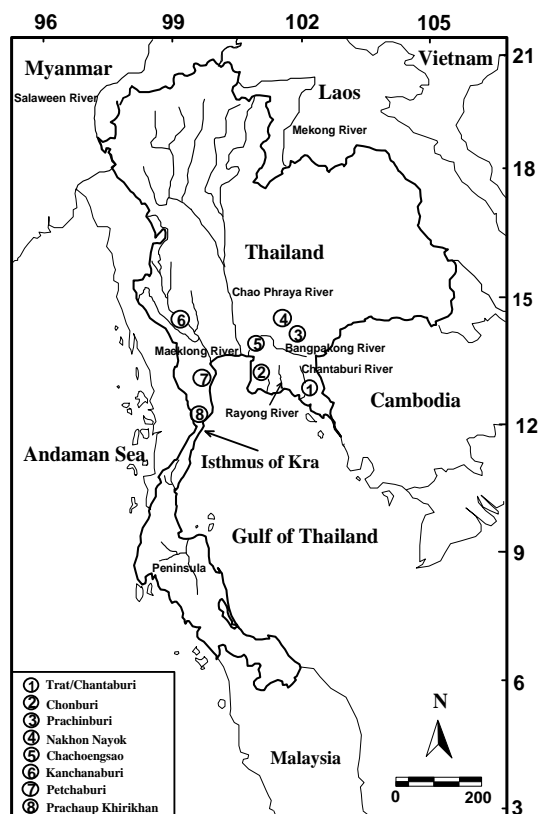 96 99 102 105
21
Vietnam
Myanmar
Laos
Salaween River
Mekong River
18
Thailand
Chao Phraya River
15
4
6
3
5
Bangpakong River
Maeklong River
Chantaburi River
2
7
1
Cambodia
Rayong River
8
12
Andaman Sea
Isthmus of Kra
Gulf of Thailand
9
Peninsula
6
1 Trat/Chantaburi
2 Chonburi
3 Prachinburi
4 Nakhon Nayok
5 Chachoengsao
6 Kanchanaburi
7 Petchaburi
8 Prachaup Khirikhan
N
Malaysia
0 200
3